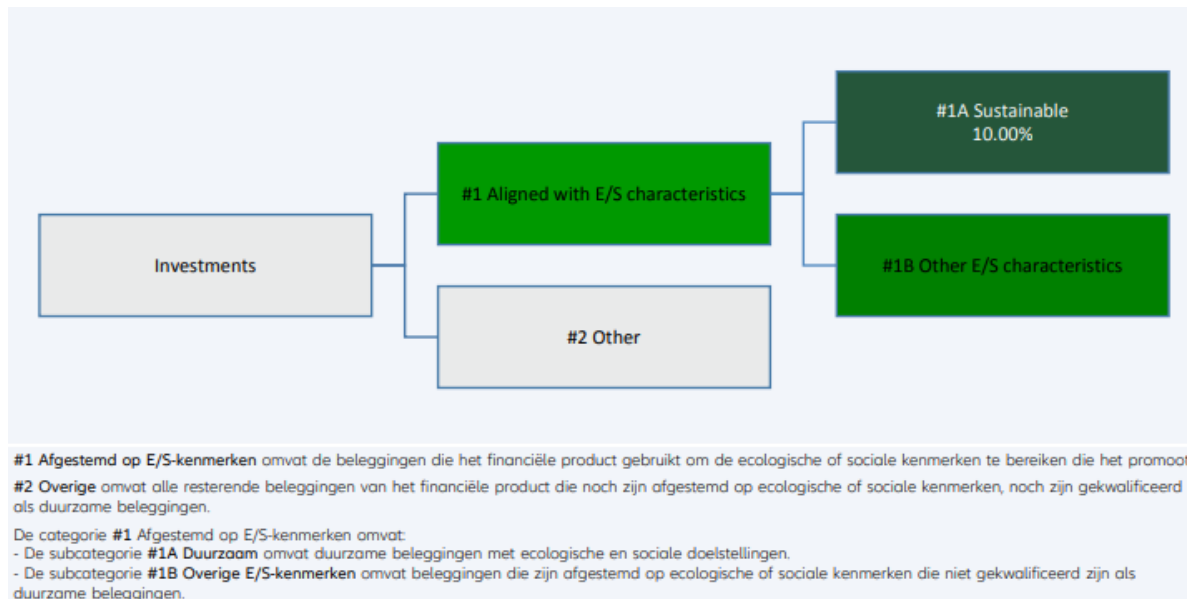 #1A Sustainable
10.00%
#1 Aligned with E/S characteristics
Investments
#1B Other E/S characteristics
#2 Other
#1 Afgestemd op E/S-kenmerken omvat de beleggingen die het financiële product gebruikt om de ecologische of sociale kenmerken te bereiken die het promoot
#2 Overige omvat alle resterende beleggingen van het financiële product die noch zijn afgestemd op ecologische of sociale kenmerken, noch zijn gekwalificeerd
als duurzame beleggingen.
De categorie #1 Afgestemd op E/S-kenmerken omvat:
- De subcategorie #1A Duurzaam omvat duurzame beleggingen met ecologische en sociale doelstellingen.
- De subcategorie #1B Overige E/S-kenmerken omvat beleggingen die zijn afgestemd op ecologische of sociale kenmerken die niet gekwalificeerd zijn als
duurzame beleggingen.